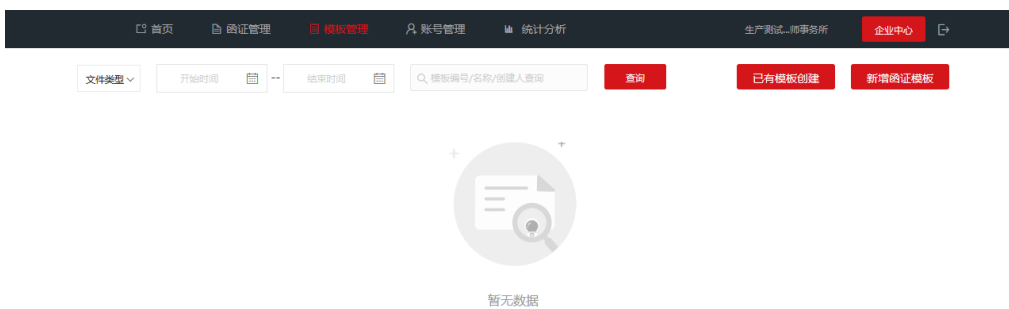 首页 函证管理 模板管理 账号管理 统计分析 生产测试...师事务所 企业中心
文件类型 开始时间 -- 结束时间 模板编号/名称/创建人查询 查询 已有模板创建 新增函证模板
暂无数据